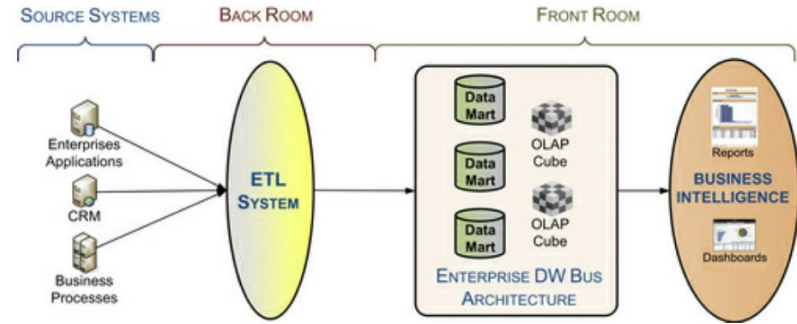 SOURCE SYSTEMS
BACK ROOM
FRONT ROOM
Enterprises
Applications
CRM
Business
Processes
ETL
SYSTEM
Data
Mart
OLAP
Cube
Data
Mart
OLAP
Cube
Data
Mart
ENTERPRISE DW BUS
ARCHITECTURE
Reports
BUSINESS
INTELLIGENCE
Dashboards